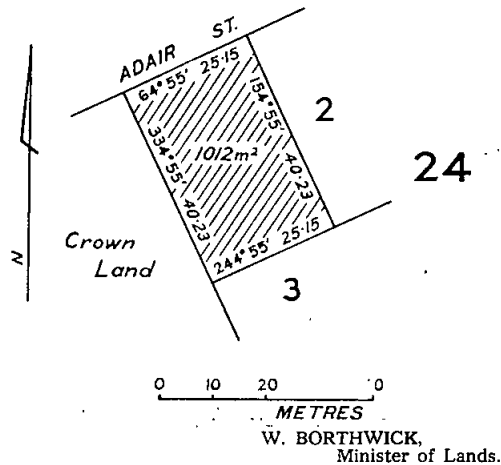 ADAIR ST.
64° 55' 25·15
154° 55' 40·23
334° 55' 40·23
1012m²
244° 55' 25·15
2
24
3
Crown
Land
N
0 10 20 0
METRES
W. BORTHWICK,
Minister of Lands.